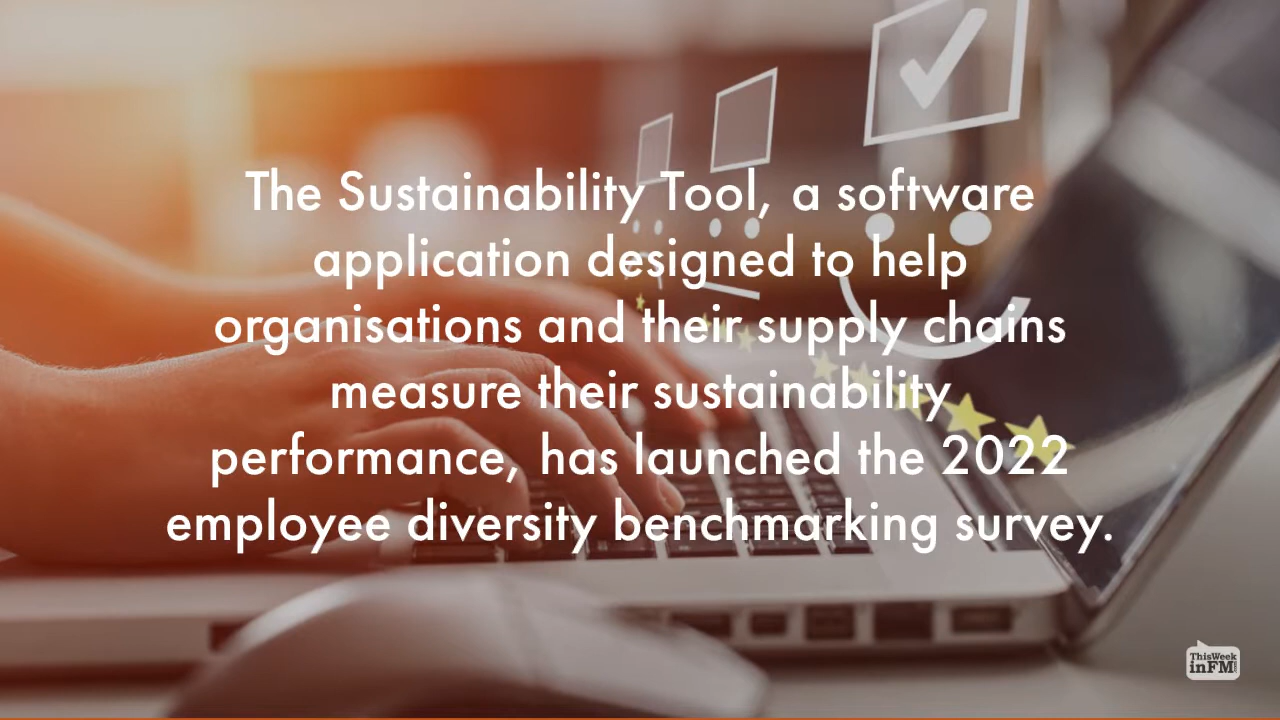 The Sustainability Tool, a software
application designed to help
organisations and their supply chains
measure their sustainability
performance, has launched the 2022
employee diversity benchmarking survey.
ThisWeek
inFM